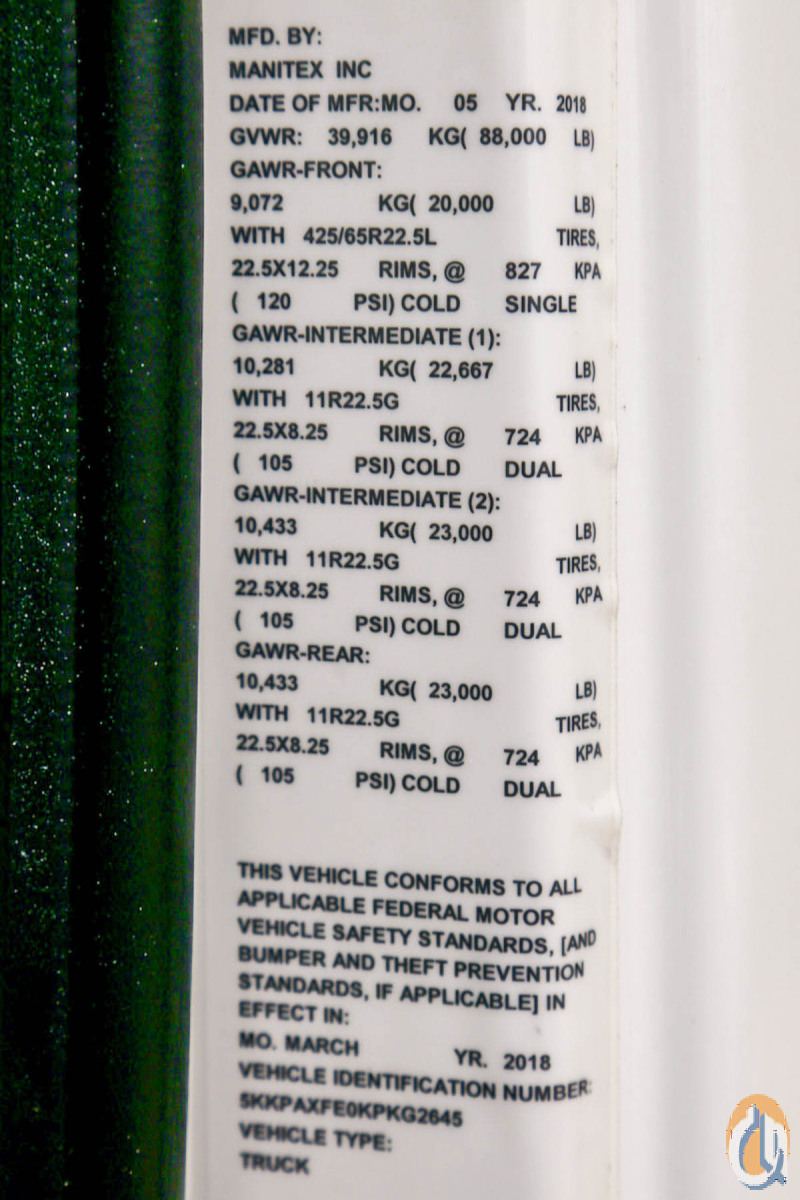 MFD. BY:
MANITEX INC
DATE OF MFR:MO. 05 YR. 2018
GVWR: 39,916 KG( 88,000 LB)
GAWR-FRONT:
9,072 KG( 20,000 LB)
WITH 425/65R22.5L TIRES,
22.5X12.25 RIMS, @ 827 KPA
( 120 PSI) COLD SINGLE
GAWR-INTERMEDIATE (1):
10,281 KG( 22,667 LB)
WITH 11R22.5G TIRES,
22.5X8.25 RIMS, @ 724 KPA
( 105 PSI) COLD DUAL
GAWR-INTERMEDIATE (2):
10,433 KG( 23,000 LB)
WITH 11R22.5G TIRES,
22.5X8.25 RIMS, @ 724 KPA
( 105 PSI) COLD DUAL
GAWR-REAR:
10,433 KG( 23,000 LB)
WITH 11R22.5G TIRES,
22.5X8.25 RIMS, @ 724 KPA
( 105 PSI) COLD DUAL
THIS VEHICLE CONFORMS TO ALL
APPLICABLE FEDERAL MOTOR
VEHICLE SAFETY STANDARDS, [AND
BUMPER AND THEFT PREVENTION
STANDARDS, IF APPLICABLE] IN
EFFECT IN:
MO. MARCH YR. 2018
VEHICLE IDENTIFICATION NUMBER:
5KKPAXFE0KPKG2645
VEHICLE TYPE:
TRUCK